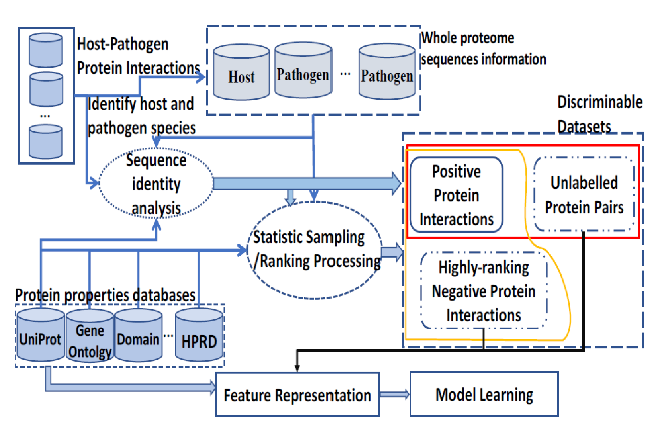 Host-Pathogen
Protein Interactions
...
Whole proteome
sequences information
Host
Pathogen
...
Pathogen
Identify host and
pathogen species
Discriminable
Datasets
Sequence
identity
analysis
Positive
Protein
Interactions
Unlabelled
Protein Pairs
Statistic Sampling
/Ranking Processing
Highly-ranking
Negative Protein
Interactions
Protein properties databases
UniProt
Gene
Ontolgy
Domain
...
HPRD
Feature Representation
Model Learning